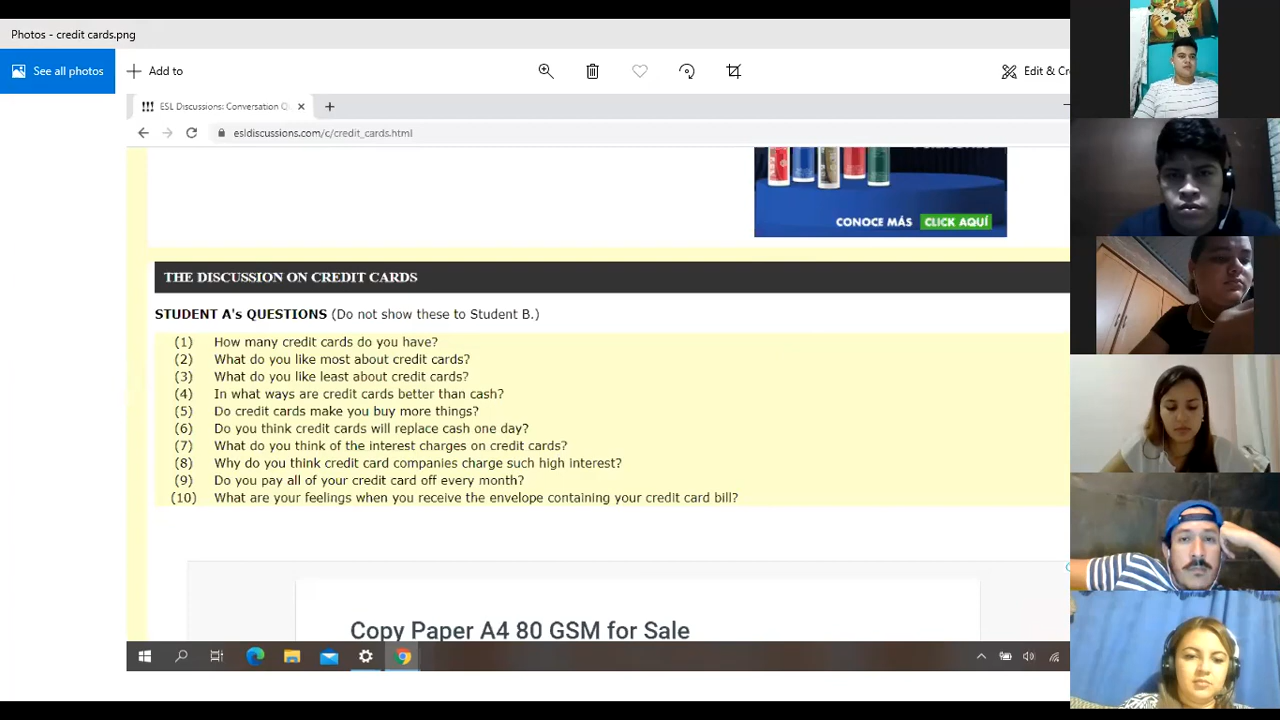 Photos - credit cards.png
See all photos
Add to
Edit & Cr
ESL Discussions: Conversation Q
esldiscussions.com/c/credit_cards.html
CONOCE MÁS CLICK AQUÍ
THE DISCUSSION ON CREDIT CARDS
STUDENT A's QUESTIONS (Do not show these to Student B.)
(1) How many credit cards do you have?
(2) What do you like most about credit cards?
(3) What do you like least about credit cards?
(4) In what ways are credit cards better than cash?
(5) Do credit cards make you buy more things?
(6) Do you think credit cards will replace cash one day?
(7) What do you think of the interest charges on credit cards?
(8) Why do you think credit card companies charge such high interest?
(9) Do you pay all of your credit card off every month?
(10) What are your feelings when you receive the envelope containing your credit card bill?
Copy Paper A4 80 GSM for Sale